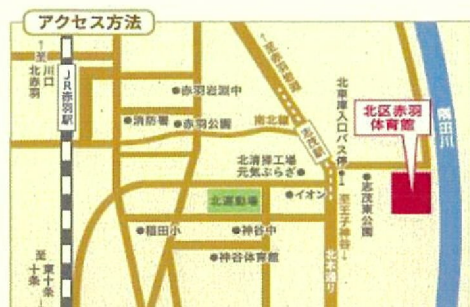 アクセス方法
↑至川口
北赤羽
JR赤羽駅
●赤羽岩淵中
●消防署
●赤羽公園
南北線
↑至赤羽岩淵
志茂駅
北車庫入口バス停●
北区赤羽
体育館
隅田川
北清掃工場
元気ぷらざ●
●イオン
●志茂東公園
至王子神谷↓
北運動場
●稲田小
●神谷中
●神谷体育館
北本通り
至東十条
十条
↓